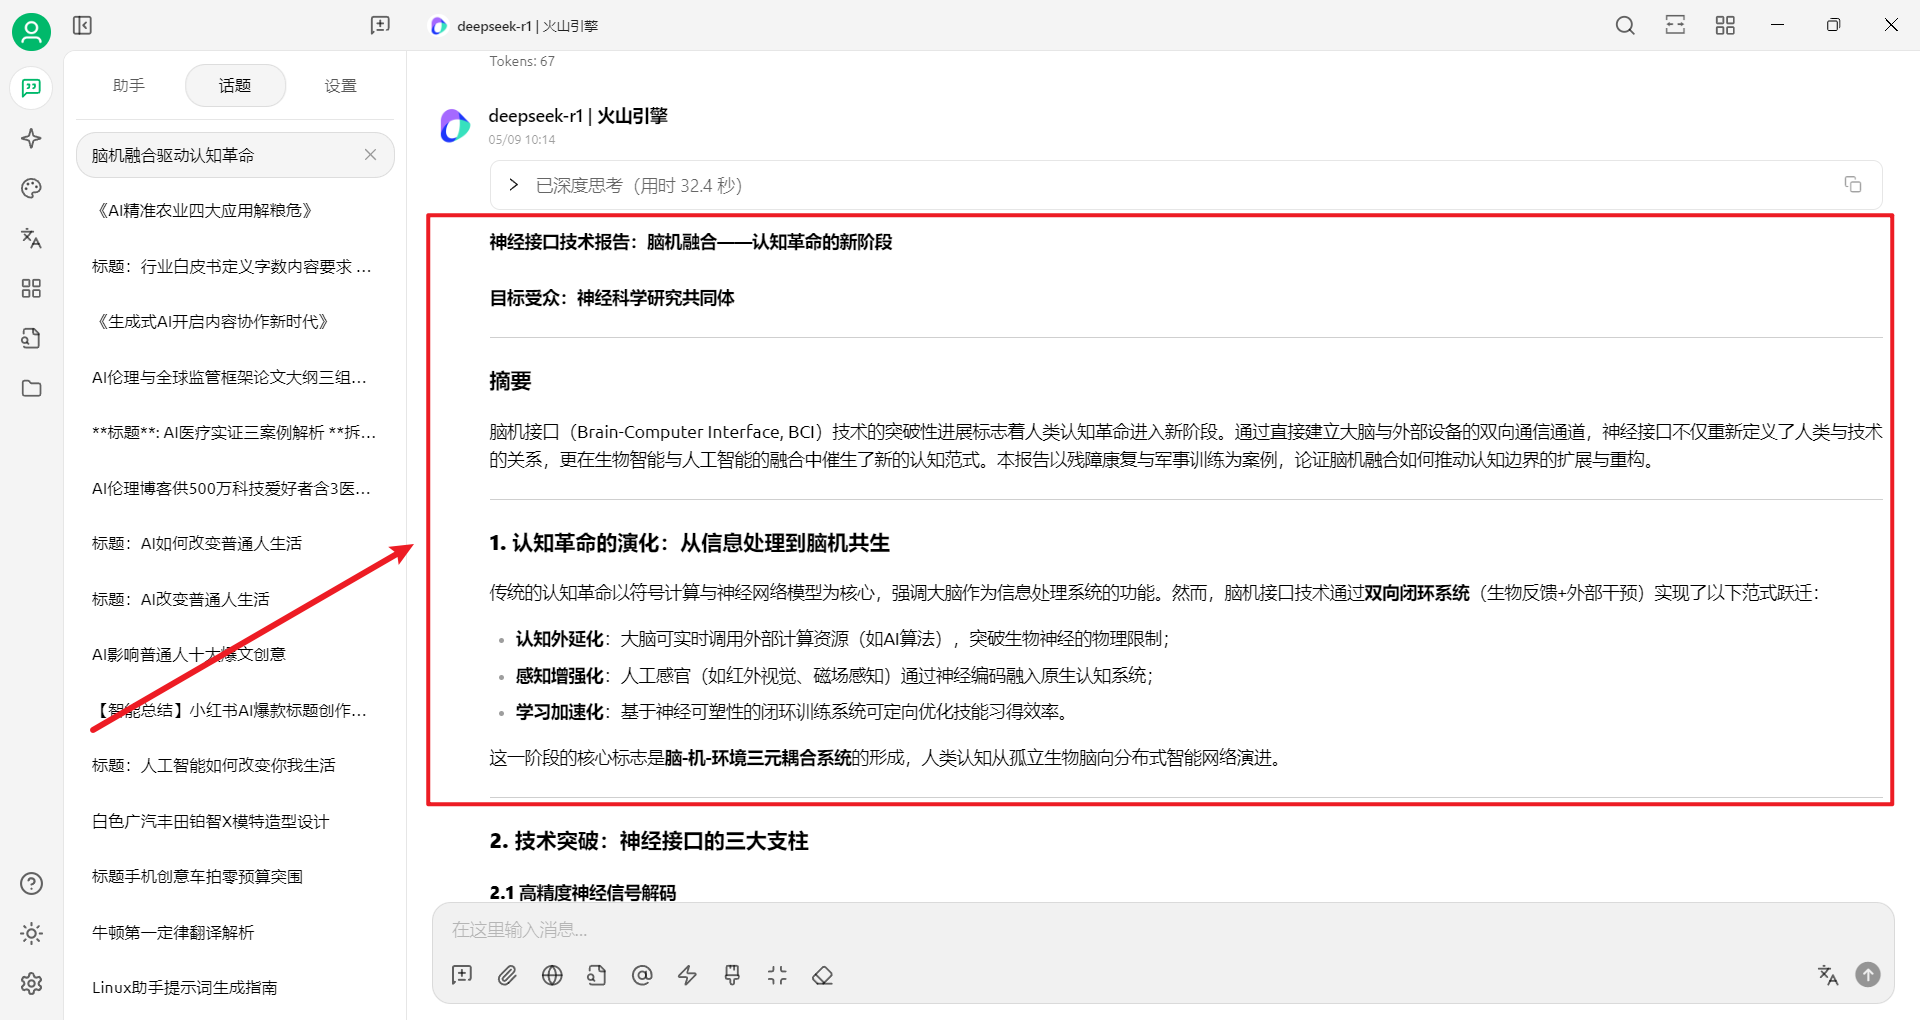 deepseek-r1 | 火山引擎
助手
话题
设置
脑机融合驱动认知革命
《AI精准农业四大应用解粮危》
标题：行业白皮书定义字数内容要求 ...
《生成式AI开启内容协作新时代》
AI伦理与全球监管框架论文大纲三组...
**标题**: AI医疗实证三案例解析 **拆...
AI伦理博客供500万科技爱好者含3医...
标题：AI如何改变普通人生活
标题：AI改变普通人生活
AI影响普通人十大爆文创意
【智能总结】小红书AI爆款标题创作...
标题：人工智能如何改变你我生活
白色广汽丰田铂智X模特造型设计
标题手机创意车拍零预算突围
牛顿第一定律翻译解析
Linux助手提示词生成指南
Tokens: 67
deepseek-r1 | 火山引擎
05/09 10:14
已深度思考（用时 32.4 秒）
神经接口技术报告：脑机融合——认知革命的新阶段
目标受众：神经科学研究共同体
摘要
脑机接口（Brain-Computer Interface, BCI）技术的突破性进展标志着人类认知革命进入新阶段。通过直接建立大脑与外部设备的双向通信通道，神经接口不仅重新定义了人类与技术
的关系，更在生物智能与人工智能的融合中催生了新的认知范式。本报告以残障康复与军事训练为案例，论证脑机融合如何推动认知边界的扩展与重构。
1. 认知革命的演化：从信息处理到脑机共生
传统的认知革命以符号计算与神经网络模型为核心，强调大脑作为信息处理系统的功能。然而，脑机接口技术通过双向闭环系统（生物反馈+外部干预）实现了以下范式跃迁：
• 认知外延化：大脑可实时调用外部计算资源（如AI算法），突破生物神经的物理限制；
• 感知增强化：人工感官（如红外视觉、磁场感知）通过神经编码融入原生认知系统；
• 学习加速化：基于神经可塑性的闭环训练系统可定向优化技能习得效率。
这一阶段的核心标志是脑-机-环境三元耦合系统的形成，人类认知从孤立生物脑向分布式智能网络演进。
2. 技术突破：神经接口的三大支柱
2.1 高精度神经信号解码
在这里输入消息...